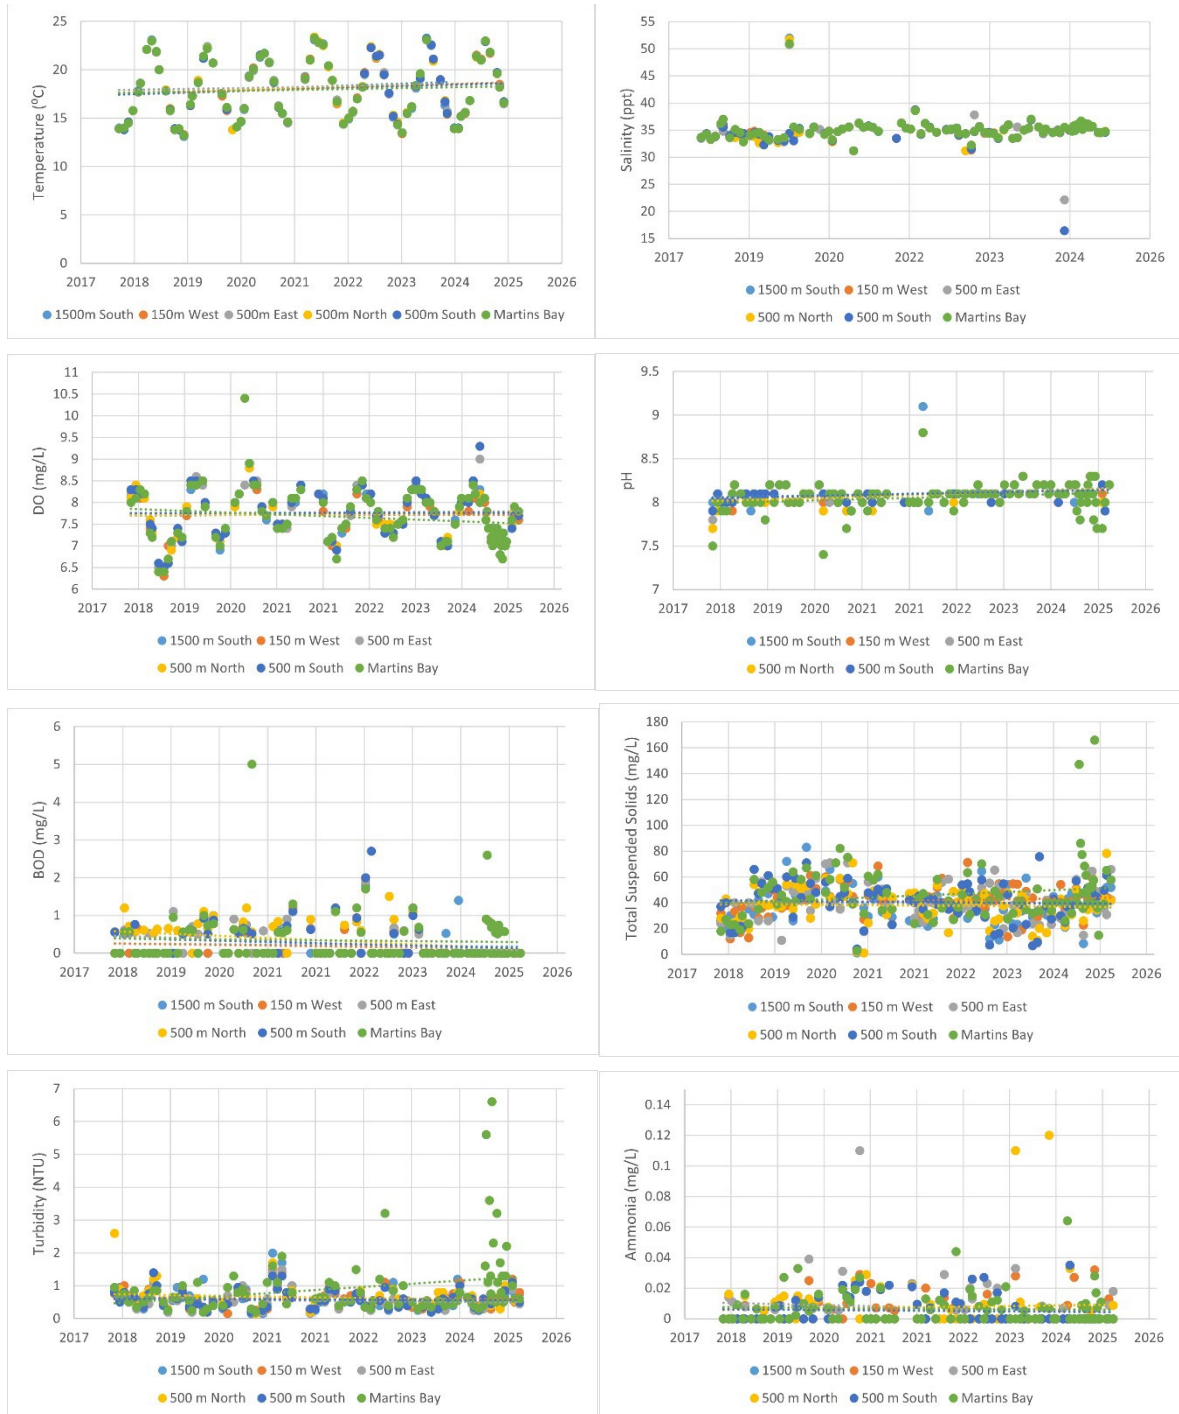 25
20
15
10
5
0
Temperature (⁰C)
2017 2018 2019 2020 2021 2022 2023 2024 2025 2026
1500m South 150m West 500m East 500m North 500m South Martins Bay
55
50
45
40
35
30
25
20
15
Salinity (ppt)
2017 2019 2020 2022 2023 2024 2026
1500 m South 150 m West 500 m East
500 m North 500 m South Martins Bay
11
10.5
10
9.5
9
8.5
8
7.5
7
6.5
6
DO (mg/L)
2017 2018 2019 2020 2021 2021 2022 2023 2024 2025 2026
1500 m South 150 m West 500 m East
500 m North 500 m South Martins Bay
9.5
9
8.5
8
7.5
7
pH
2017 2018 2019 2020 2021 2021 2022 2023 2024 2025 2026
1500 m South 150 m West 500 m East
500 m North 500 m South Martins Bay
6
5
4
3
2
1
0
BOD (mg/L)
2017 2018 2019 2020 2021 2021 2022 2023 2024 2025 2026
1500 m South 150 m West 500 m East
500 m North 500 m South Martins Bay
180
160
140
120
100
80
60
40
20
0
Total Suspended Solids (mg/L)
2017 2018 2019 2020 2021 2021 2022 2023 2024 2025 2026
1500 m South 150 m West 500 m East
500 m North 500 m South Martins Bay
7
6
5
4
3
2
1
0
Turbidity (NTU)
2017 2018 2019 2020 2021 2021 2022 2023 2024 2025 2026
1500 m South 150 m West 500 m East
500 m North 500 m South Martins Bay
0.14
0.12
0.1
0.08
0.06
0.04
0.02
0
Ammonia (mg/L)
2017 2018 2019 2020 2021 2021 2022 2023 2024 2025 2026
1500 m South 150 m West 500 m East
500 m North 500 m South Martins Bay